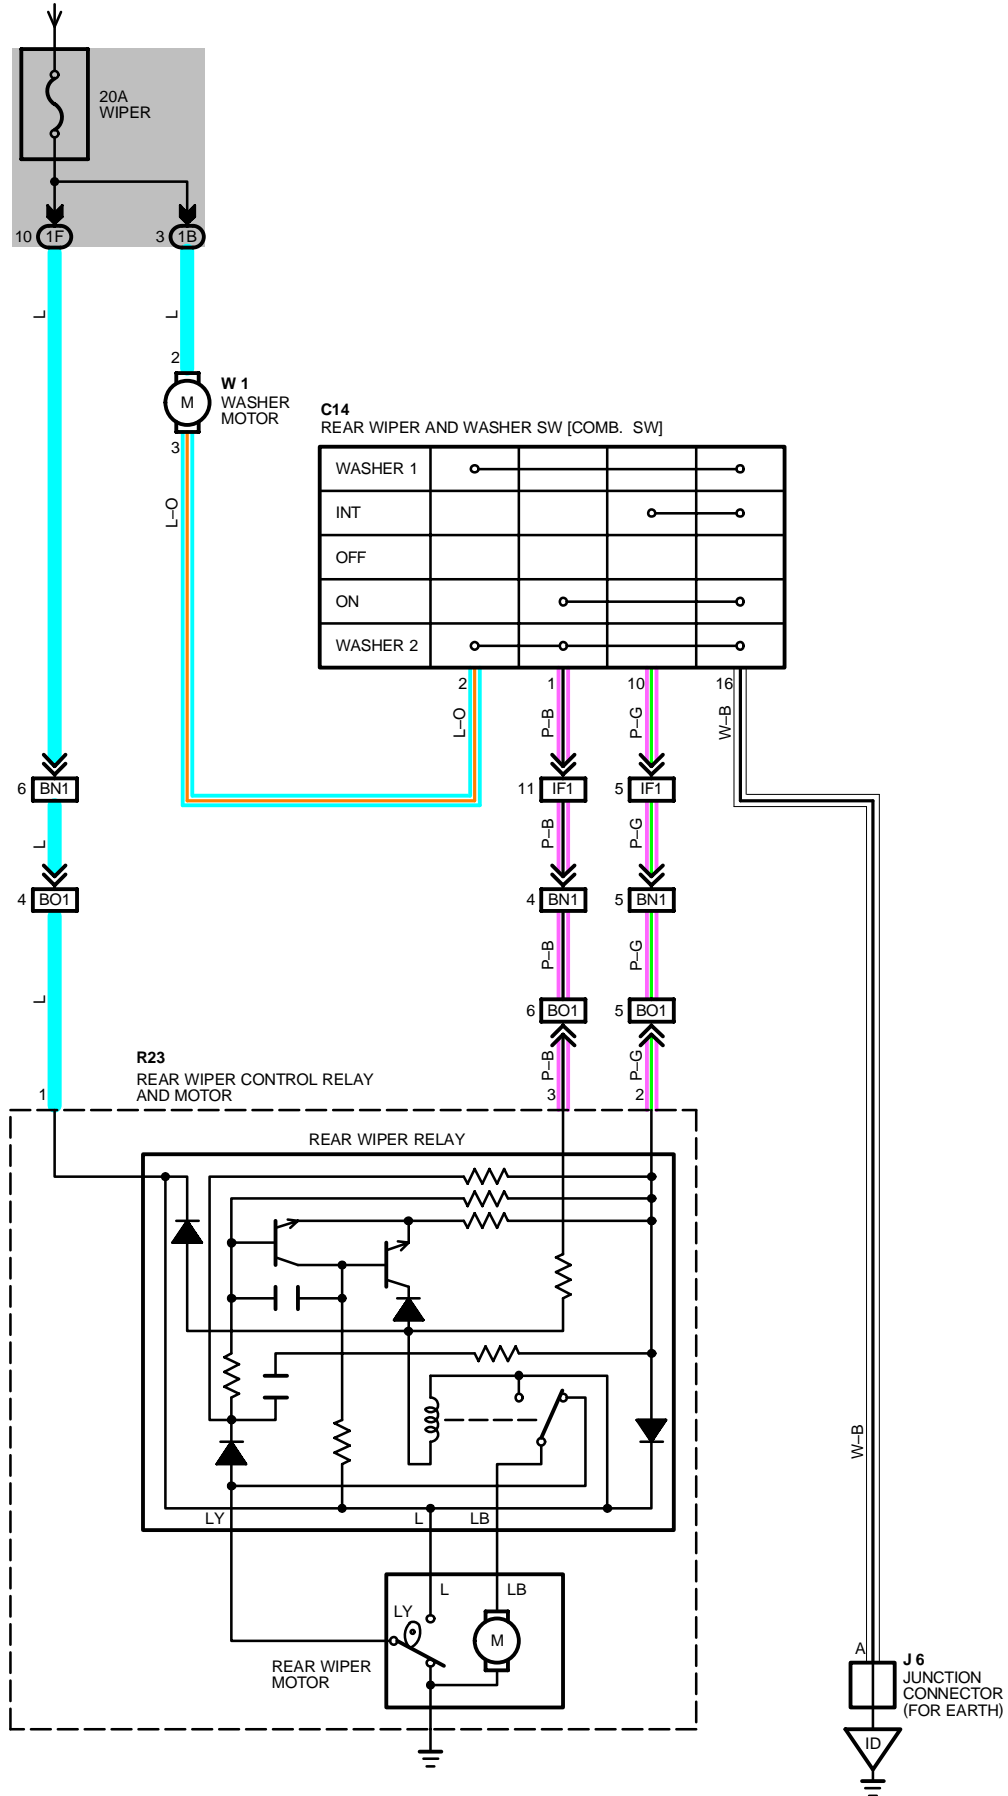 20A
WIPER
10 1F
3 1B
L
L
2
W 1
WASHER
MOTOR
M
3
L–O
C14
REAR WIPER AND WASHER SW [COMB. SW]
WASHER 1
INT
OFF
ON
WASHER 2
2
1
10
16
L–O
P–B
P–G
W–B
6 BN1
11 IF1
5 IF1
L
P–B
P–G
4 BO1
4 BN1
5 BN1
L
P–B
P–G
6 BO1
5 BO1
P–B
P–G
R23
REAR WIPER CONTROL RELAY
AND MOTOR
1
3
2
REAR WIPER RELAY
W–B
LY
L
LB
L
LB
LY
M
REAR WIPER
MOTOR
A
J 6
JUNCTION
CONNECTOR
(FOR EARTH)
ID